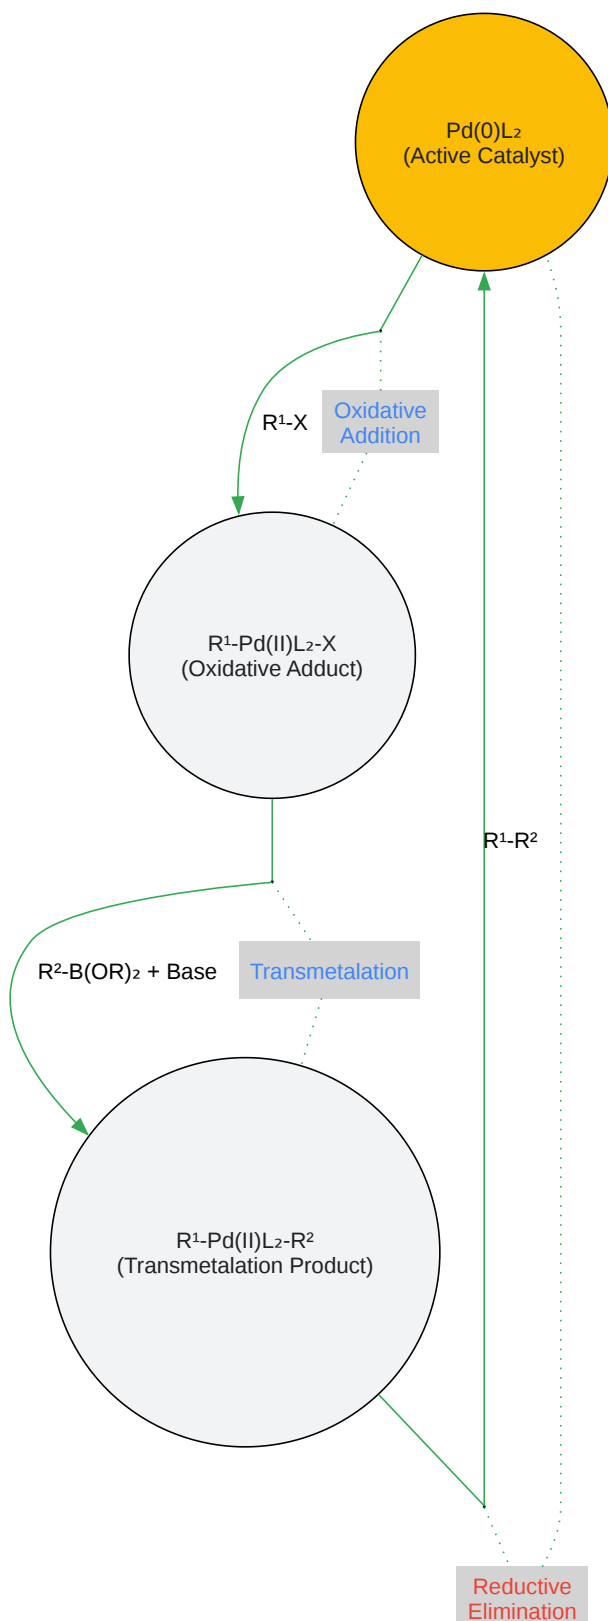 Pd(0)L₂
(Active Catalyst)
R¹-X
Oxidative
Addition
R¹-Pd(II)L₂-X
(Oxidative Adduct)
R¹-R²
R²-B(OR)₂ + Base
Transmetalation
R¹-Pd(II)L₂-R²
(Transmetalation Product)
Reductive
Elimination